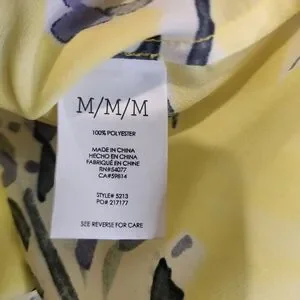 M/M/M
100% POLYESTER
MADE IN CHINA
HECHO EN CHINA
FABRIQUÉ EN CHINE
RN#54077
CA#59814
STYLE# 5213
PO# 217177
SEE REVERSE FOR CARE